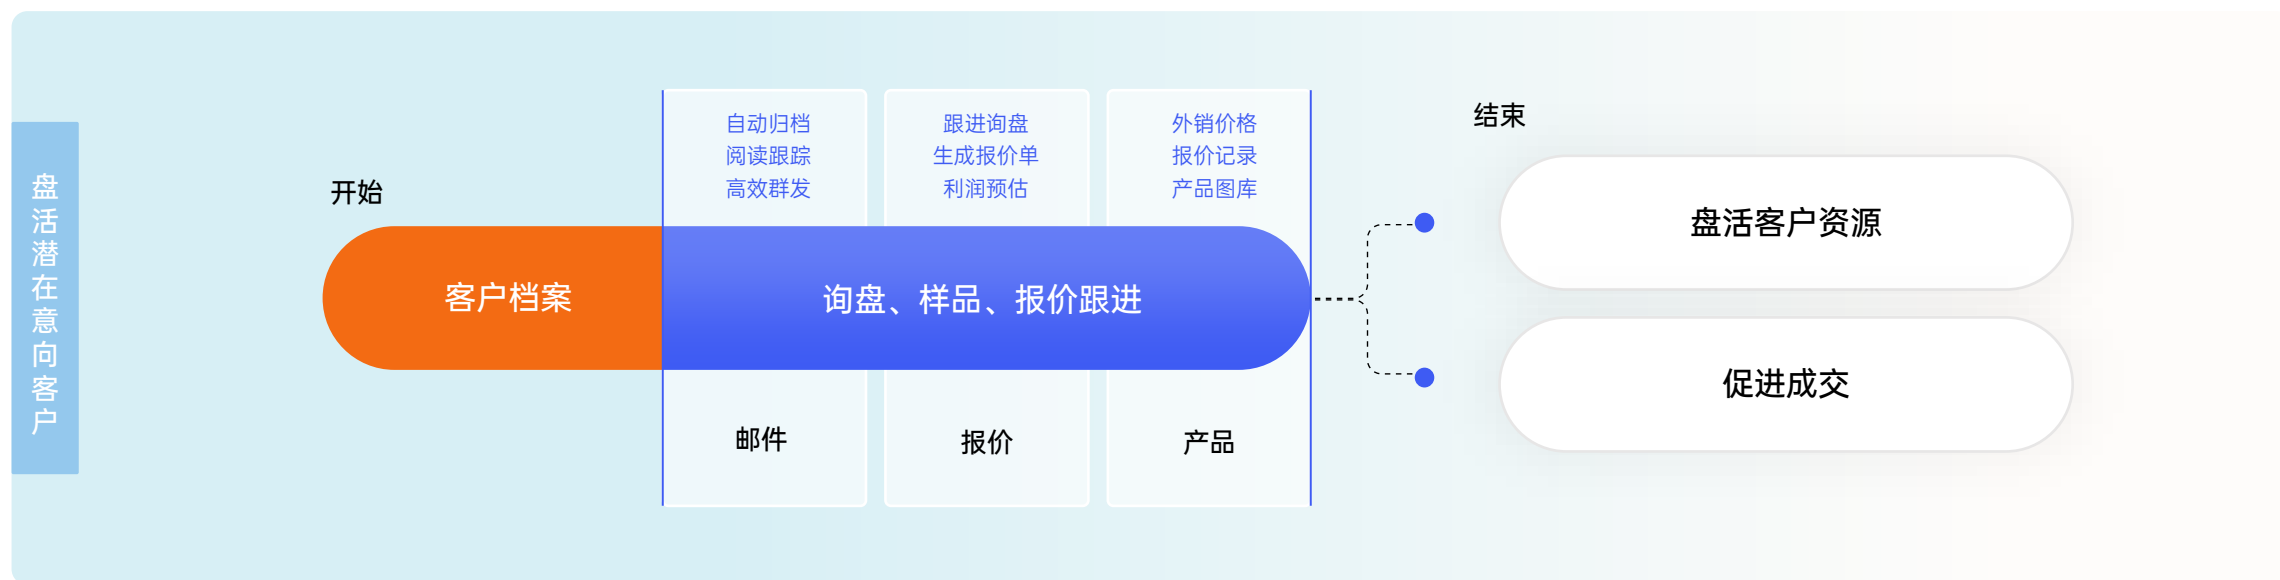 盘活潜在意向客户
开始
客户档案
自动归档
阅读跟踪
高效群发
跟进询盘
生成报价单
利润预估
外销价格
报价记录
产品图库
询盘、样品、报价跟进
邮件
报价
产品
结束
盘活客户资源
促进成交